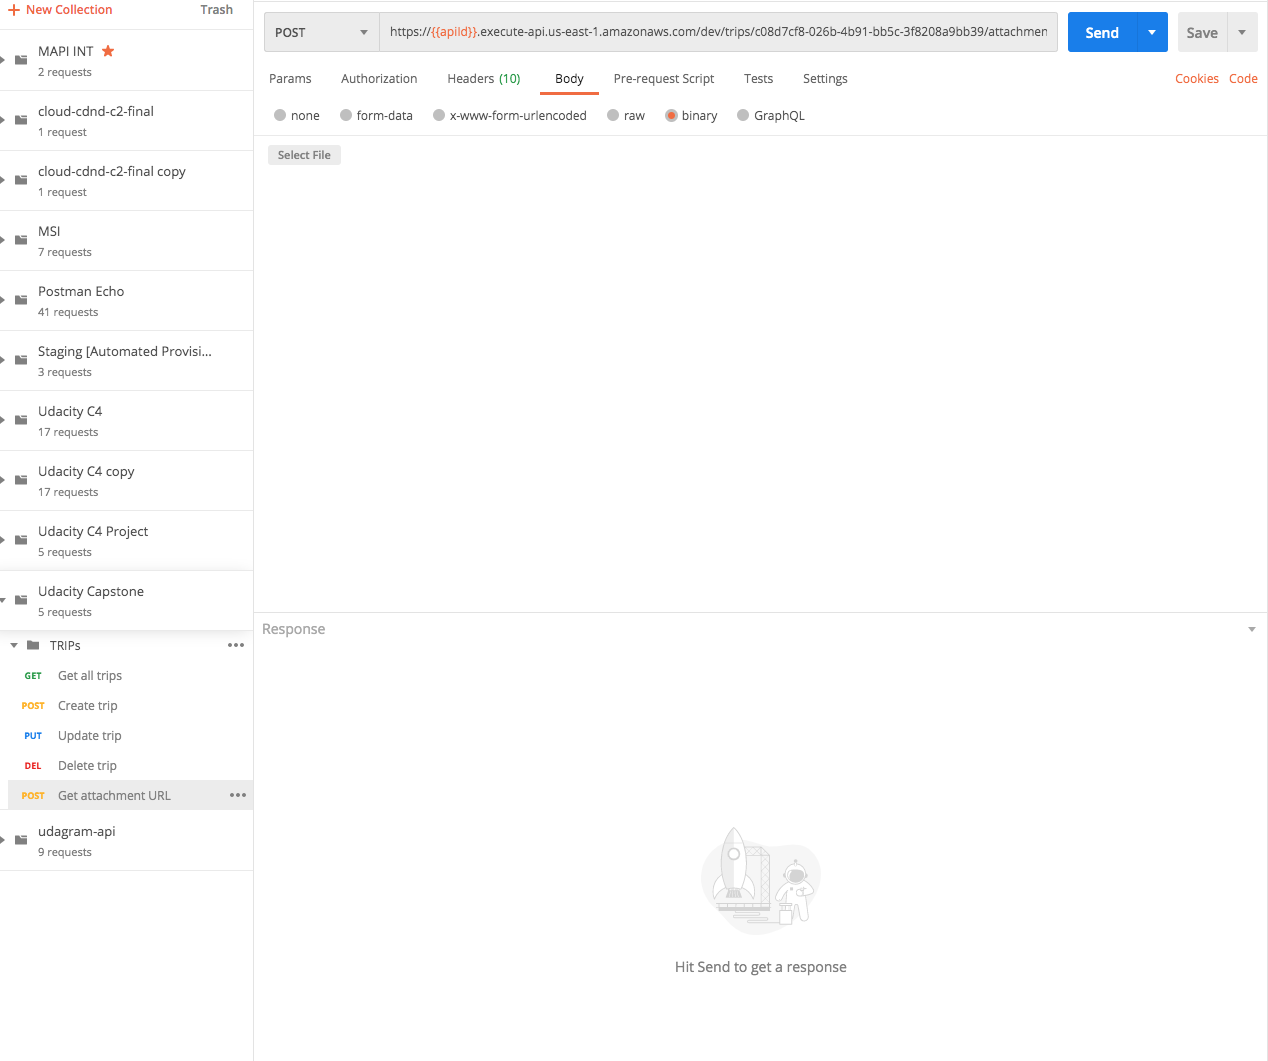 + New Collection
Trash
MAPI INT
2 requests
cloud-cdnd-c2-final
1 request
cloud-cdnd-c2-final copy
1 request
MSI
7 requests
Postman Echo
41 requests
Staging [Automated Provisi...
3 requests
Udacity C4
17 requests
Udacity C4 copy
17 requests
Udacity C4 Project
5 requests
Udacity Capstone
5 requests
TRIPs
GET Get all trips
POST Create trip
PUT Update trip
DEL Delete trip
POST Get attachment URL
udagram-api
9 requests
POST
https://{{apiId}}.execute-api.us-east-1.amazonaws.com/dev/trips/c08d7cf8-026b-4b91-bb5c-3f8208a9bb39/attachmen
Send
Save
Params Authorization Headers (10) Body Pre-request Script Tests Settings
Cookies Code
none form-data x-www-form-urlencoded raw binary GraphQL
Select File
Response
Hit Send to get a response